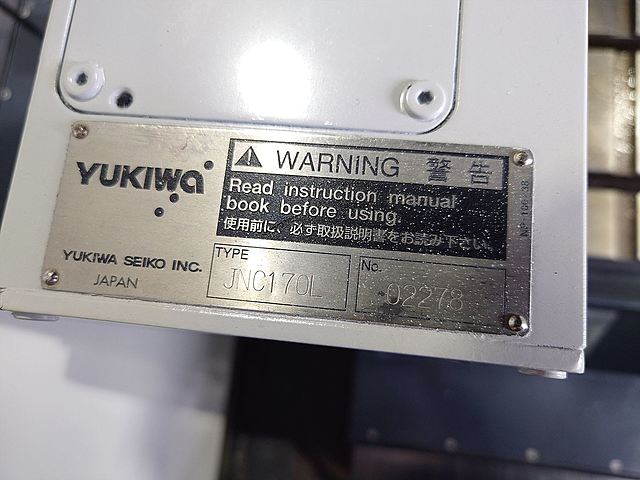 YUKIWA
YUKIWA SEIKO INC.
JAPAN
WARNING 警告
Read instruction manual
book before using.
使用前に、必ず取扱説明書をお読み下さい。
TYPE
JNC170L
No.
02278